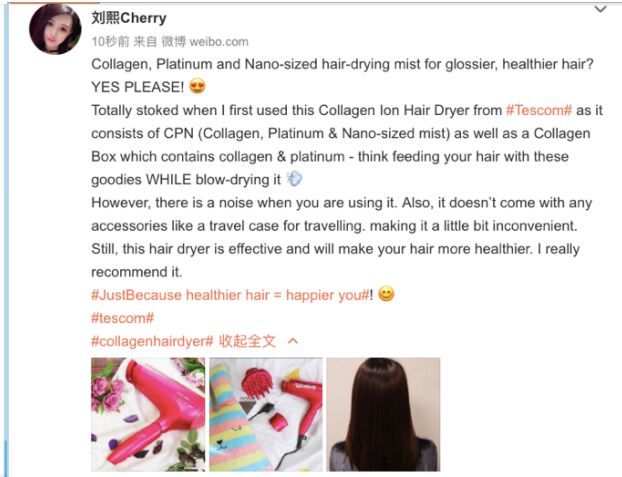 刘熙Cherry
10秒前 来自 微博 weibo.com
Collagen, Platinum and Nano-sized hair-drying mist for glossier, healthier hair?
YES PLEASE! 😍
Totally stoked when I first used this Collagen Ion Hair Dryer from #Tescom# as it
consists of CPN (Collagen, Platinum & Nano-sized mist) as well as a Collagen
Box which contains collagen & platinum - think feeding your hair with these
goodies WHILE blow-drying it 💨
However, there is a noise when you are using it. Also, it doesn't come with any
accessories like a travel case for travelling. making it a little bit inconvenient.
Still, this hair dryer is effective and will make your hair more healthier. I really
recommend it.
#JustBecause healthier hair = happier you#! 😊
#tescom#
#collagenhairdyer# 收起全文